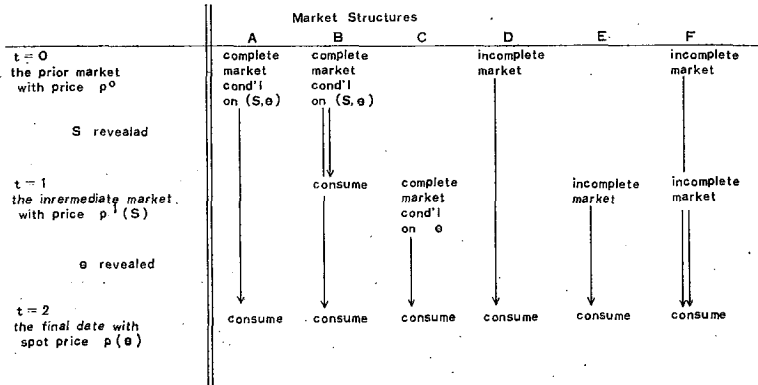 Market Structures
A B C D E F
t = 0 complete complete incomplete incomplete
the prior market market market market market
with price p⁰ cond'l cond'l
on (S,θ) on (S,θ)
S revealad
t = 1 consume complete incomplete incomplete
the inrermediate market. market market market
with price p¹(S) cond'l
on θ
θ revealed
t = 2 consume consume consume consume consume consume
the final date with
spot price p(θ)